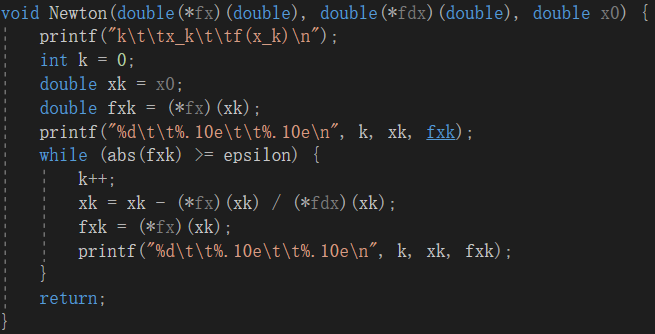 void Newton(double(*fx)(double), double(*fdx)(double), double x0) {
    printf("k\t\tx_k\t\tf(x_k)\n");
    int k = 0;
    double xk = x0;
    double fxk = (*fx)(xk);
    printf("%d\t\t%.10e\t\t%.10e\n", k, xk, fxk);
    while (abs(fxk) >= epsilon) {
        k++;
        xk = xk - (*fx)(xk) / (*fdx)(xk);
        fxk = (*fx)(xk);
        printf("%d\t\t%.10e\t\t%.10e\n", k, xk, fxk);
    }
    return;
}